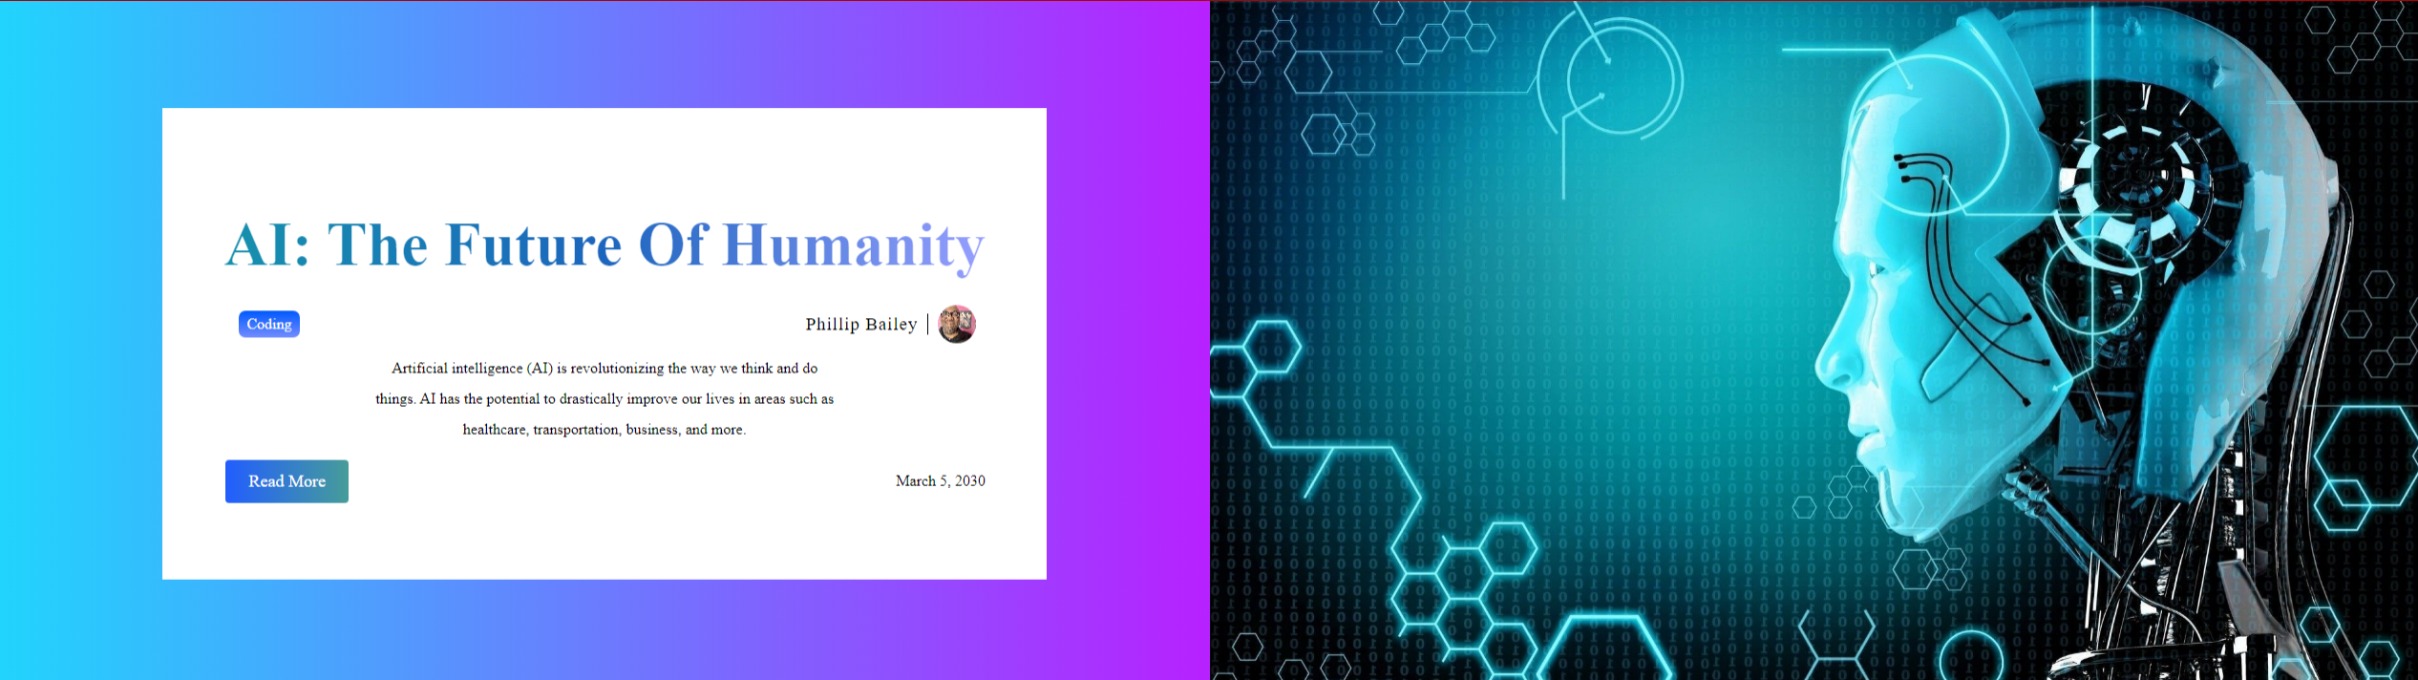 AI: The Future Of Humanity
Coding
Phillip Bailey |
Artificial intelligence (AI) is revolutionizing the way we think and do
things. AI has the potential to drastically improve our lives in areas such as
healthcare, transportation, business, and more.
Read More
March 5, 2030